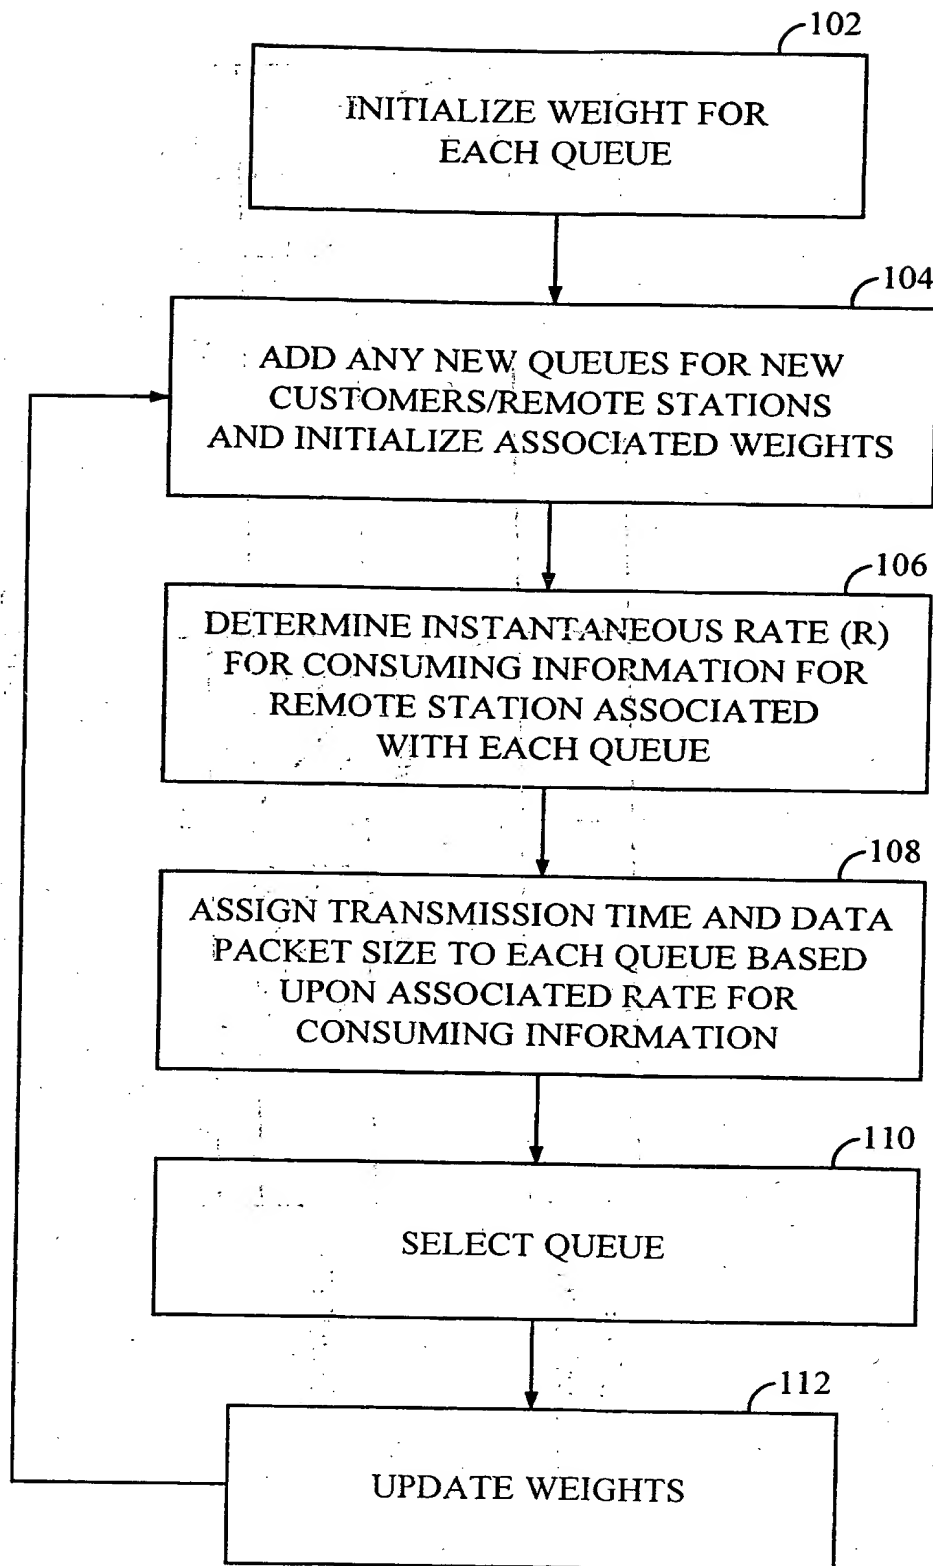 102
INITIALIZE WEIGHT FOR
EACH QUEUE
104
ADD ANY NEW QUEUES FOR NEW
CUSTOMERS/REMOTE STATIONS
AND INITIALIZE ASSOCIATED WEIGHTS
106
DETERMINE INSTANTANEOUS RATE (R)
FOR CONSUMING INFORMATION FOR
REMOTE STATION ASSOCIATED
WITH EACH QUEUE
108
ASSIGN TRANSMISSION TIME AND DATA
PACKET SIZE TO EACH QUEUE BASED
UPON ASSOCIATED RATE FOR
CONSUMING INFORMATION
110
SELECT QUEUE
112
UPDATE WEIGHTS